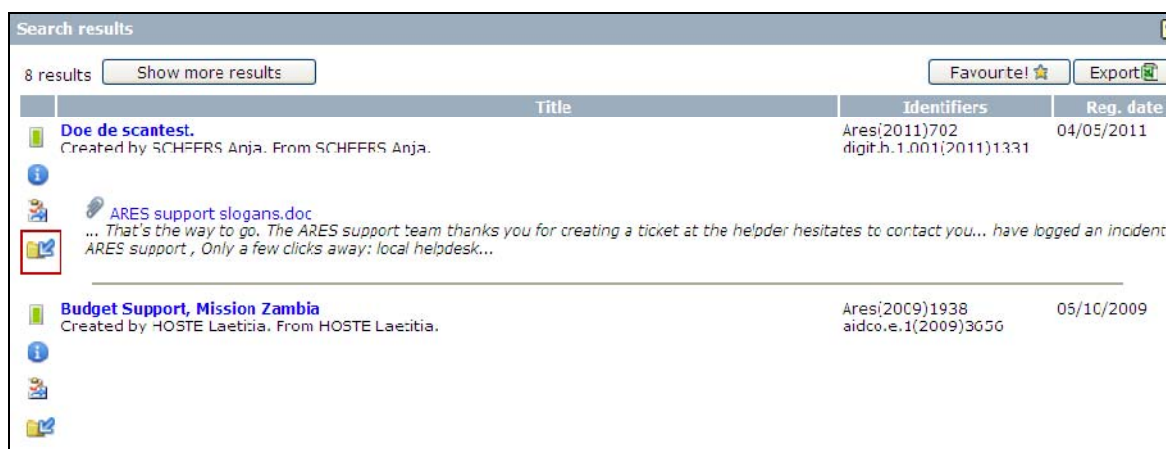 Search results
8 results Show more results Favourite! Export
Title Identifiers Reg. date
Doe de scantest. Ares(2011)702 04/05/2011
Created by SCHEERS Anja. From SCHEERS Anja. digit.b.1.001(2011)1331
ARES support slogans.doc
... That's the way to go. The ARES support team thanks you for creating a ticket at the helpder hesitates to contact you... have logged an incident
ARES support , Only a few clicks away: local helpdesk...
Budget Support, Mission Zambia Ares(2009)1938 05/10/2009
Created by HOSTE Laetitia. From HOSTE Laetitia. aidco.e.1(2009)3656